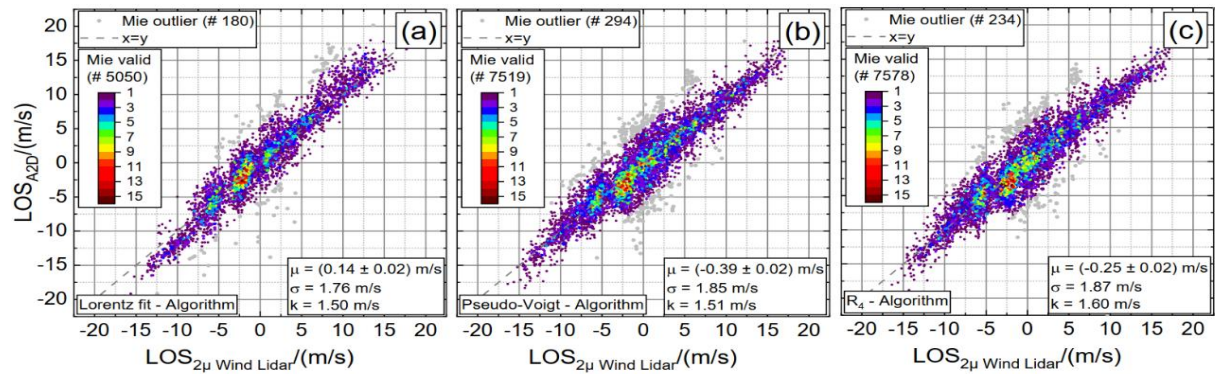 Mie outlier (# 180)
x=y
(a)
Mie valid
(# 5050)
1
3
5
7
9
11
13
15
20
15
10
5
0
-5
-10
-15
-20
LOS_A2D/(m/s)
μ = (0.14 ± 0.02) m/s
σ = 1.76 m/s
k = 1.50 m/s
Lorentz fit - Algorithm
-20 -15 -10 -5 0 5 10 15 20
LOS_2μ Wind Lidar/(m/s)
Mie outlier (# 294)
x=y
(b)
Mie valid
(# 7519)
1
3
5
7
9
11
13
15
μ = (-0.39 ± 0.02) m/s
σ = 1.85 m/s
k = 1.51 m/s
Pseudo-Voigt - Algorithm
-20 -15 -10 -5 0 5 10 15 20
LOS_2μ Wind Lidar/(m/s)
Mie outlier (# 234)
x=y
(c)
Mie valid
(# 7578)
1
3
5
7
9
11
13
15
μ = (-0.25 ± 0.02) m/s
σ = 1.87 m/s
k = 1.60 m/s
R₄ - Algorithm
-20 -15 -10 -5 0 5 10 15 20
LOS_2μ Wind Lidar/(m/s)